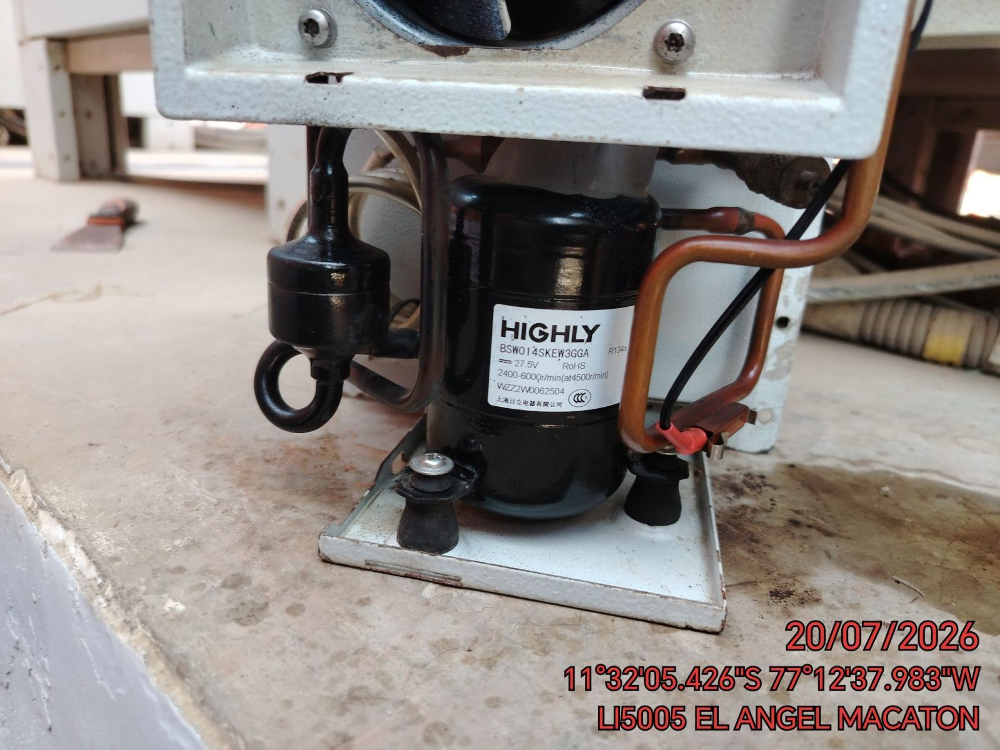 HIGHLY
BSW014SKEW3GGA R134a
⎓ 27.5V RoHS
2400-6000r/min(at4500r/min)
WZZ2W0062504 CCC S
上海日立电器有限公司
20/07/2026
11°32'05.426"S 77°12'37.983"W
LI5005 EL ANGEL MACATON